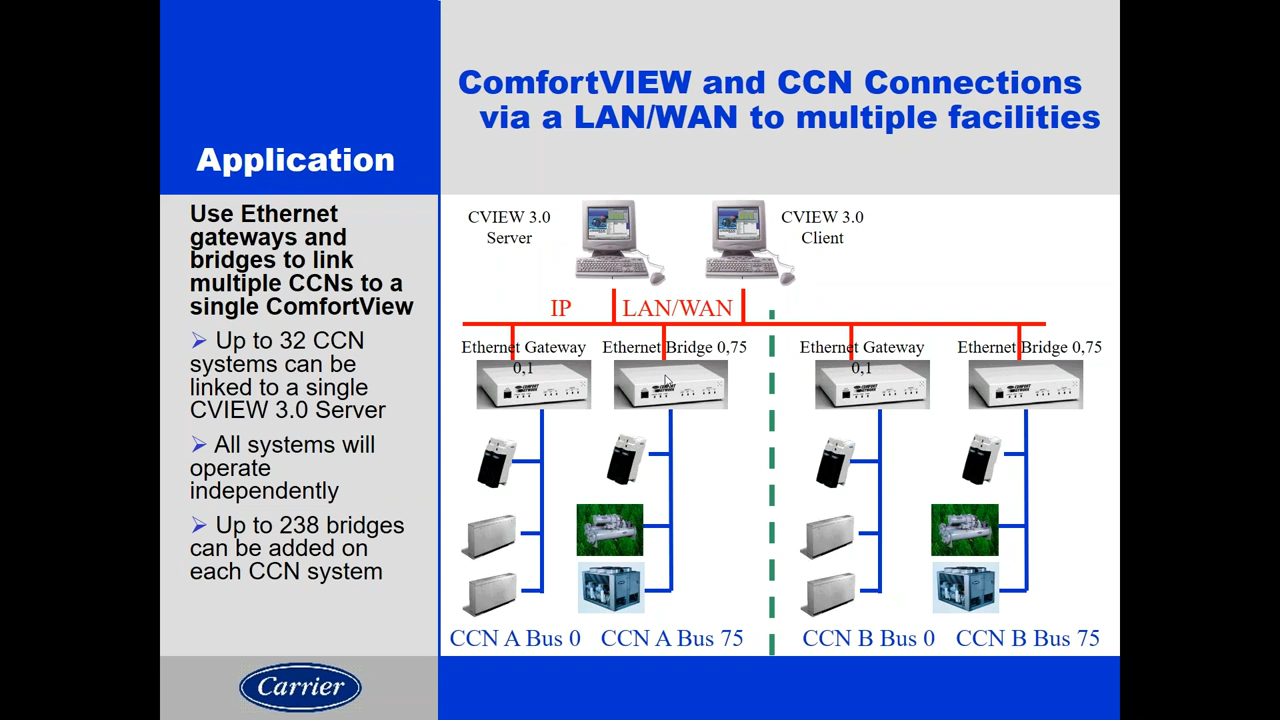 ComfortVIEW and CCN Connections
via a LAN/WAN to multiple facilities
Application
Use Ethernet
gateways and
bridges to link
multiple CCNs to a
single ComfortView
Up to 32 CCN
systems can be
linked to a single
CVIEW 3.0 Server
All systems will
operate
independently
Up to 238 bridges
can be added on
each CCN system
CVIEW 3.0
Server
CVIEW 3.0
Client
IP
LAN/WAN
Ethernet Gateway
0,1
Ethernet Bridge 0,75
Ethernet Gateway
0,1
Ethernet Bridge 0,75
CCN A Bus 0
CCN A Bus 75
CCN B Bus 0
CCN B Bus 75
Carrier